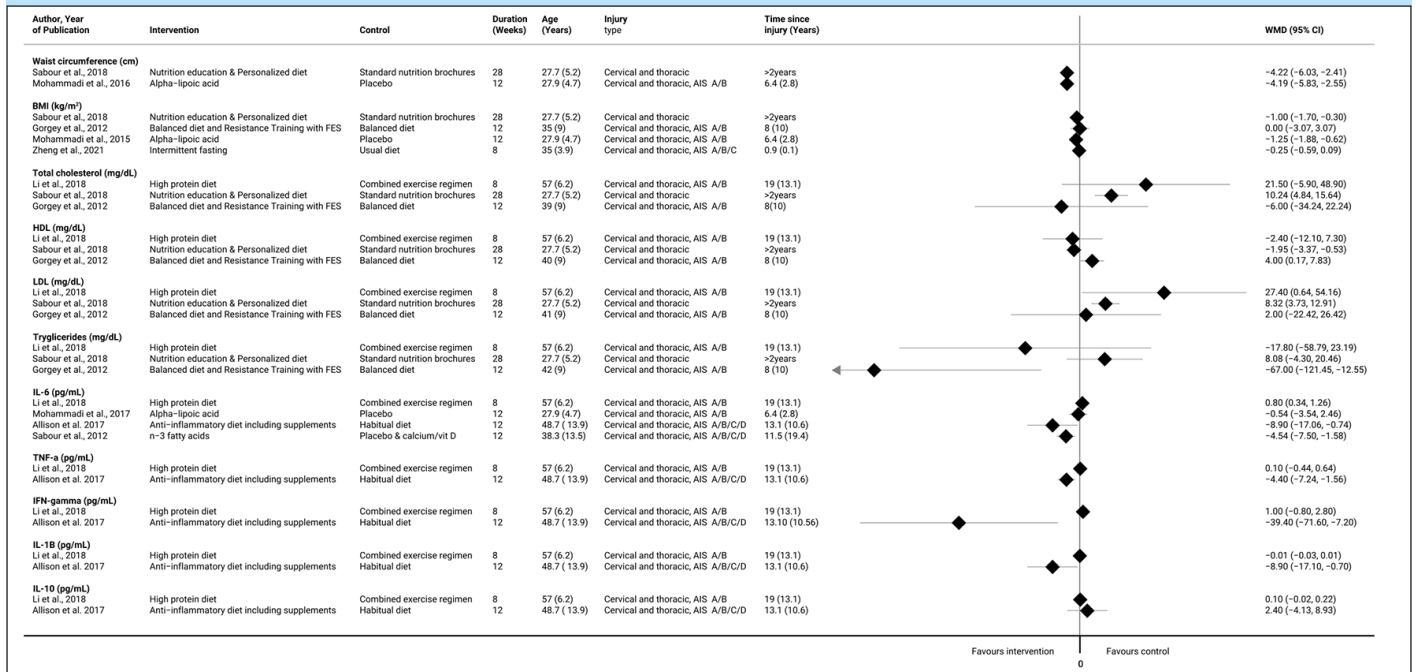 Author, Year of Publication Intervention Control Duration (Weeks) Age (Years) Injury type Time since injury (Years) WMD (95% CI)
Waist circumference (cm)
Sabour et al., 2018 Nutrition education & Personalized diet Standard nutrition brochures 28 27.7 (5.2) Cervical and thoracic >2years −4.22 (−6.03, −2.41)
Mohammadi et al., 2016 Alpha−lipoic acid Placebo 12 27.9 (4.7) Cervical and thoracic, AIS A/B 6.4 (2.8) −4.19 (−5.83, −2.55)
BMI (kg/m²)
Sabour et al., 2018 Nutrition education & Personalized diet Standard nutrition brochures 28 27.7 (5.2) Cervical and thoracic >2years −1.00 (−1.70, −0.30)
Gorgey et al., 2012 Balanced diet and Resistance Training with FES Balanced diet 12 35 (9) Cervical and thoracic, AIS A/B 8 (10) 0.00 (−3.07, 3.07)
Mohammadi et al., 2015 Alpha−lipoic acid Placebo 12 27.9 (4.7) Cervical and thoracic, AIS A/B 6.4 (2.8) −1.25 (−1.88, −0.62)
Zheng et al., 2021 Intermittent fasting Usual diet 8 35 (3.9) Cervical and thoracic, AIS A/B/C 0.9 (0.1) −0.25 (−0.59, 0.09)
Total cholesterol (mg/dL)
Li et al., 2018 High protein diet Combined exercise regimen 8 57 (6.2) Cervical and thoracic, AIS A/B 19 (13.1) 21.50 (−5.90, 48.90)
Sabour et al., 2018 Nutrition education & Personalized diet Standard nutrition brochures 28 27.7 (5.2) Cervical and thoracic >2years 10.24 (4.84, 15.64)
Gorgey et al., 2012 Balanced diet and Resistance Training with FES Balanced diet 12 39 (9) Cervical and thoracic, AIS A/B 8(10) −6.00 (−34.24, 22.24)
HDL (mg/dL)
Li et al., 2018 High protein diet Combined exercise regimen 8 57 (6.2) Cervical and thoracic, AIS A/B 19 (13.1) −2.40 (−12.10, 7.30)
Sabour et al., 2018 Nutrition education & Personalized diet Standard nutrition brochures 28 27.7 (5.2) Cervical and thoracic >2years −1.95 (−3.37, −0.53)
Gorgey et al., 2012 Balanced diet and Resistance Training with FES Balanced diet 12 40 (9) Cervical and thoracic, AIS A/B 8 (10) 4.00 (0.17, 7.83)
LDL (mg/dL)
Li et al., 2018 High protein diet Combined exercise regimen 8 57 (6.2) Cervical and thoracic, AIS A/B 19 (13.1) 27.40 (0.64, 54.16)
Sabour et al., 2018 Nutrition education & Personalized diet Standard nutrition brochures 28 27.7 (5.2) Cervical and thoracic >2years 8.32 (3.73, 12.91)
Gorgey et al., 2012 Balanced diet and Resistance Training with FES Balanced diet 12 41 (9) Cervical and thoracic, AIS A/B 8 (10) 2.00 (−22.42, 26.42)
Tryglicerides (mg/dL)
Li et al., 2018 High protein diet Combined exercise regimen 8 57 (6.2) Cervical and thoracic, AIS A/B 19 (13.1) −17.80 (−58.79, 23.19)
Sabour et al., 2018 Nutrition education & Personalized diet Standard nutrition brochures 28 27.7 (5.2) Cervical and thoracic >2years 8.08 (−4.30, 20.46)
Gorgey et al., 2012 Balanced diet and Resistance Training with FES Balanced diet 12 42 (9) Cervical and thoracic, AIS A/B 8 (10) −67.00 (−121.45, −12.55)
IL−6 (pg/mL)
Li et al., 2018 High protein diet Combined exercise regimen 8 57 (6.2) Cervical and thoracic, AIS A/B 19 (13.1) 0.80 (0.34, 1.26)
Mohammadi et al., 2017 Alpha−lipoic acid Placebo 12 27.9 (4.7) Cervical and thoracic, AIS A/B 6.4 (2.8) −0.54 (−3.54, 2.46)
Allison et al. 2017 Anti−inflammatory diet including supplements Habitual diet 12 48.7 ( 13.9) Cervical and thoracic, AIS A/B/C/D 13.1 (10.6) −8.90 (−17.06, −0.74)
Sabour et al., 2012 n−3 fatty acids Placebo & calcium/vit D 12 38.3 (13.5) Cervical and thoracic, AIS A/B/C/D 11.5 (19.4) −4.54 (−7.50, −1.58)
TNF−a (pg/mL)
Li et al., 2018 High protein diet Combined exercise regimen 8 57 (6.2) Cervical and thoracic, AIS A/B 19 (13.1) 0.10 (−0.44, 0.64)
Allison et al. 2017 Anti−inflammatory diet including supplements Habitual diet 12 48.7 ( 13.9) Cervical and thoracic, AIS A/B/C/D 13.1 (10.6) −4.40 (−7.24, −1.56)
IFN−gamma (pg/mL)
Li et al., 2018 High protein diet Combined exercise regimen 8 57 (6.2) Cervical and thoracic, AIS A/B 19 (13.1) 1.00 (−0.80, 2.80)
Allison et al. 2017 Anti−inflammatory diet including supplements Habitual diet 12 48.7 ( 13.9) Cervical and thoracic, AIS A/B/C/D 13.10 (10.56) −39.40 (−71.60, −7.20)
IL−1B (pg/mL)
Li et al., 2018 High protein diet Combined exercise regimen 8 57 (6.2) Cervical and thoracic, AIS A/B 19 (13.1) −0.01 (−0.03, 0.01)
Allison et al. 2017 Anti−inflammatory diet including supplements Habitual diet 12 48.7 ( 13.9) Cervical and thoracic, AIS A/B/C/D 13.1 (10.6) −8.90 (−17.10, −0.70)
IL−10 (pg/mL)
Li et al., 2018 High protein diet Combined exercise regimen 8 57 (6.2) Cervical and thoracic, AIS A/B 19 (13.1) 0.10 (−0.02, 0.22)
Allison et al. 2017 Anti−inflammatory diet including supplements Habitual diet 12 48.7 ( 13.9) Cervical and thoracic, AIS A/B/C/D 13.1 (10.6) 2.40 (−4.13, 8.93)
Favours intervention Favours control
0